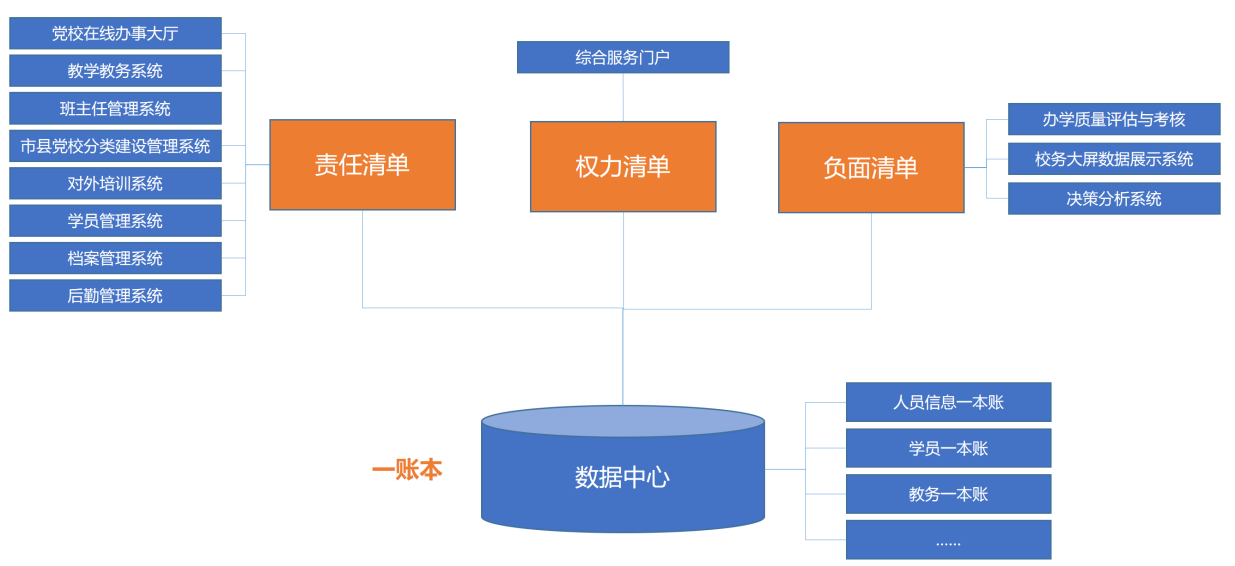 党校在线办事大厅
教学教务系统
班主任管理系统
市县党校分类建设管理系统
对外培训系统
学员管理系统
档案管理系统
后勤管理系统
责任清单
综合服务门户
权力清单
负面清单
办学质量评估与考核
校务大屏数据展示系统
决策分析系统
一账本
数据中心
人员信息一本账
学员一本账
教务一本账
......